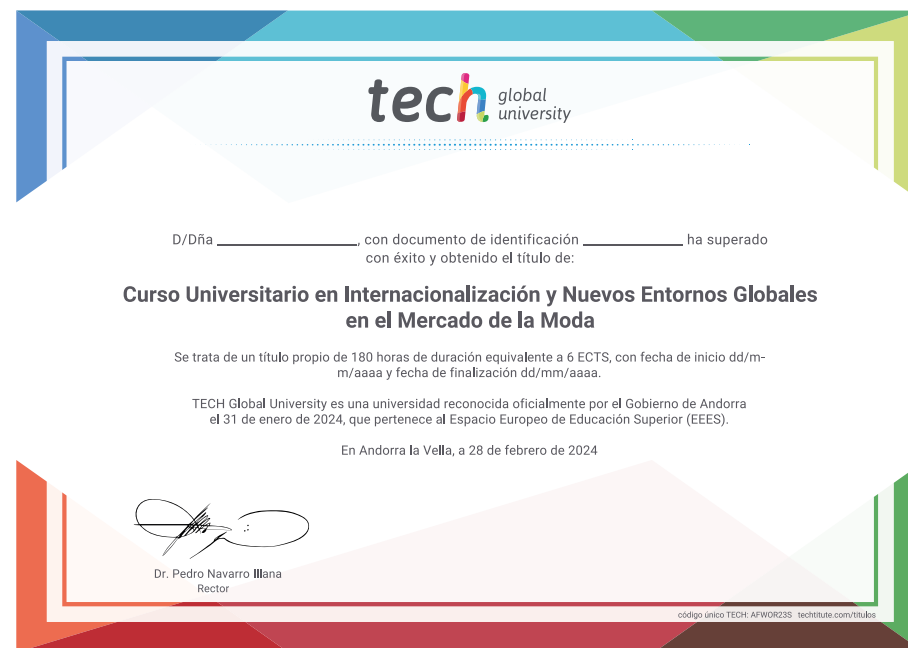 tech global university
D/Dña ____________________, con documento de identificación ______________ ha superado
con éxito y obtenido el título de:
Curso Universitario en Internacionalización y Nuevos Entornos Globales
en el Mercado de la Moda
Se trata de un título propio de 180 horas de duración equivalente a 6 ECTS, con fecha de inicio dd/m-
m/aaaa y fecha de finalización dd/mm/aaaa.
TECH Global University es una universidad reconocida oficialmente por el Gobierno de Andorra
el 31 de enero de 2024, que pertenece al Espacio Europeo de Educación Superior (EEES).
En Andorra la Vella, a 28 de febrero de 2024
Dr. Pedro Navarro Illana
Rector
código único TECH: AFWOR23S techtitute.com/titulos